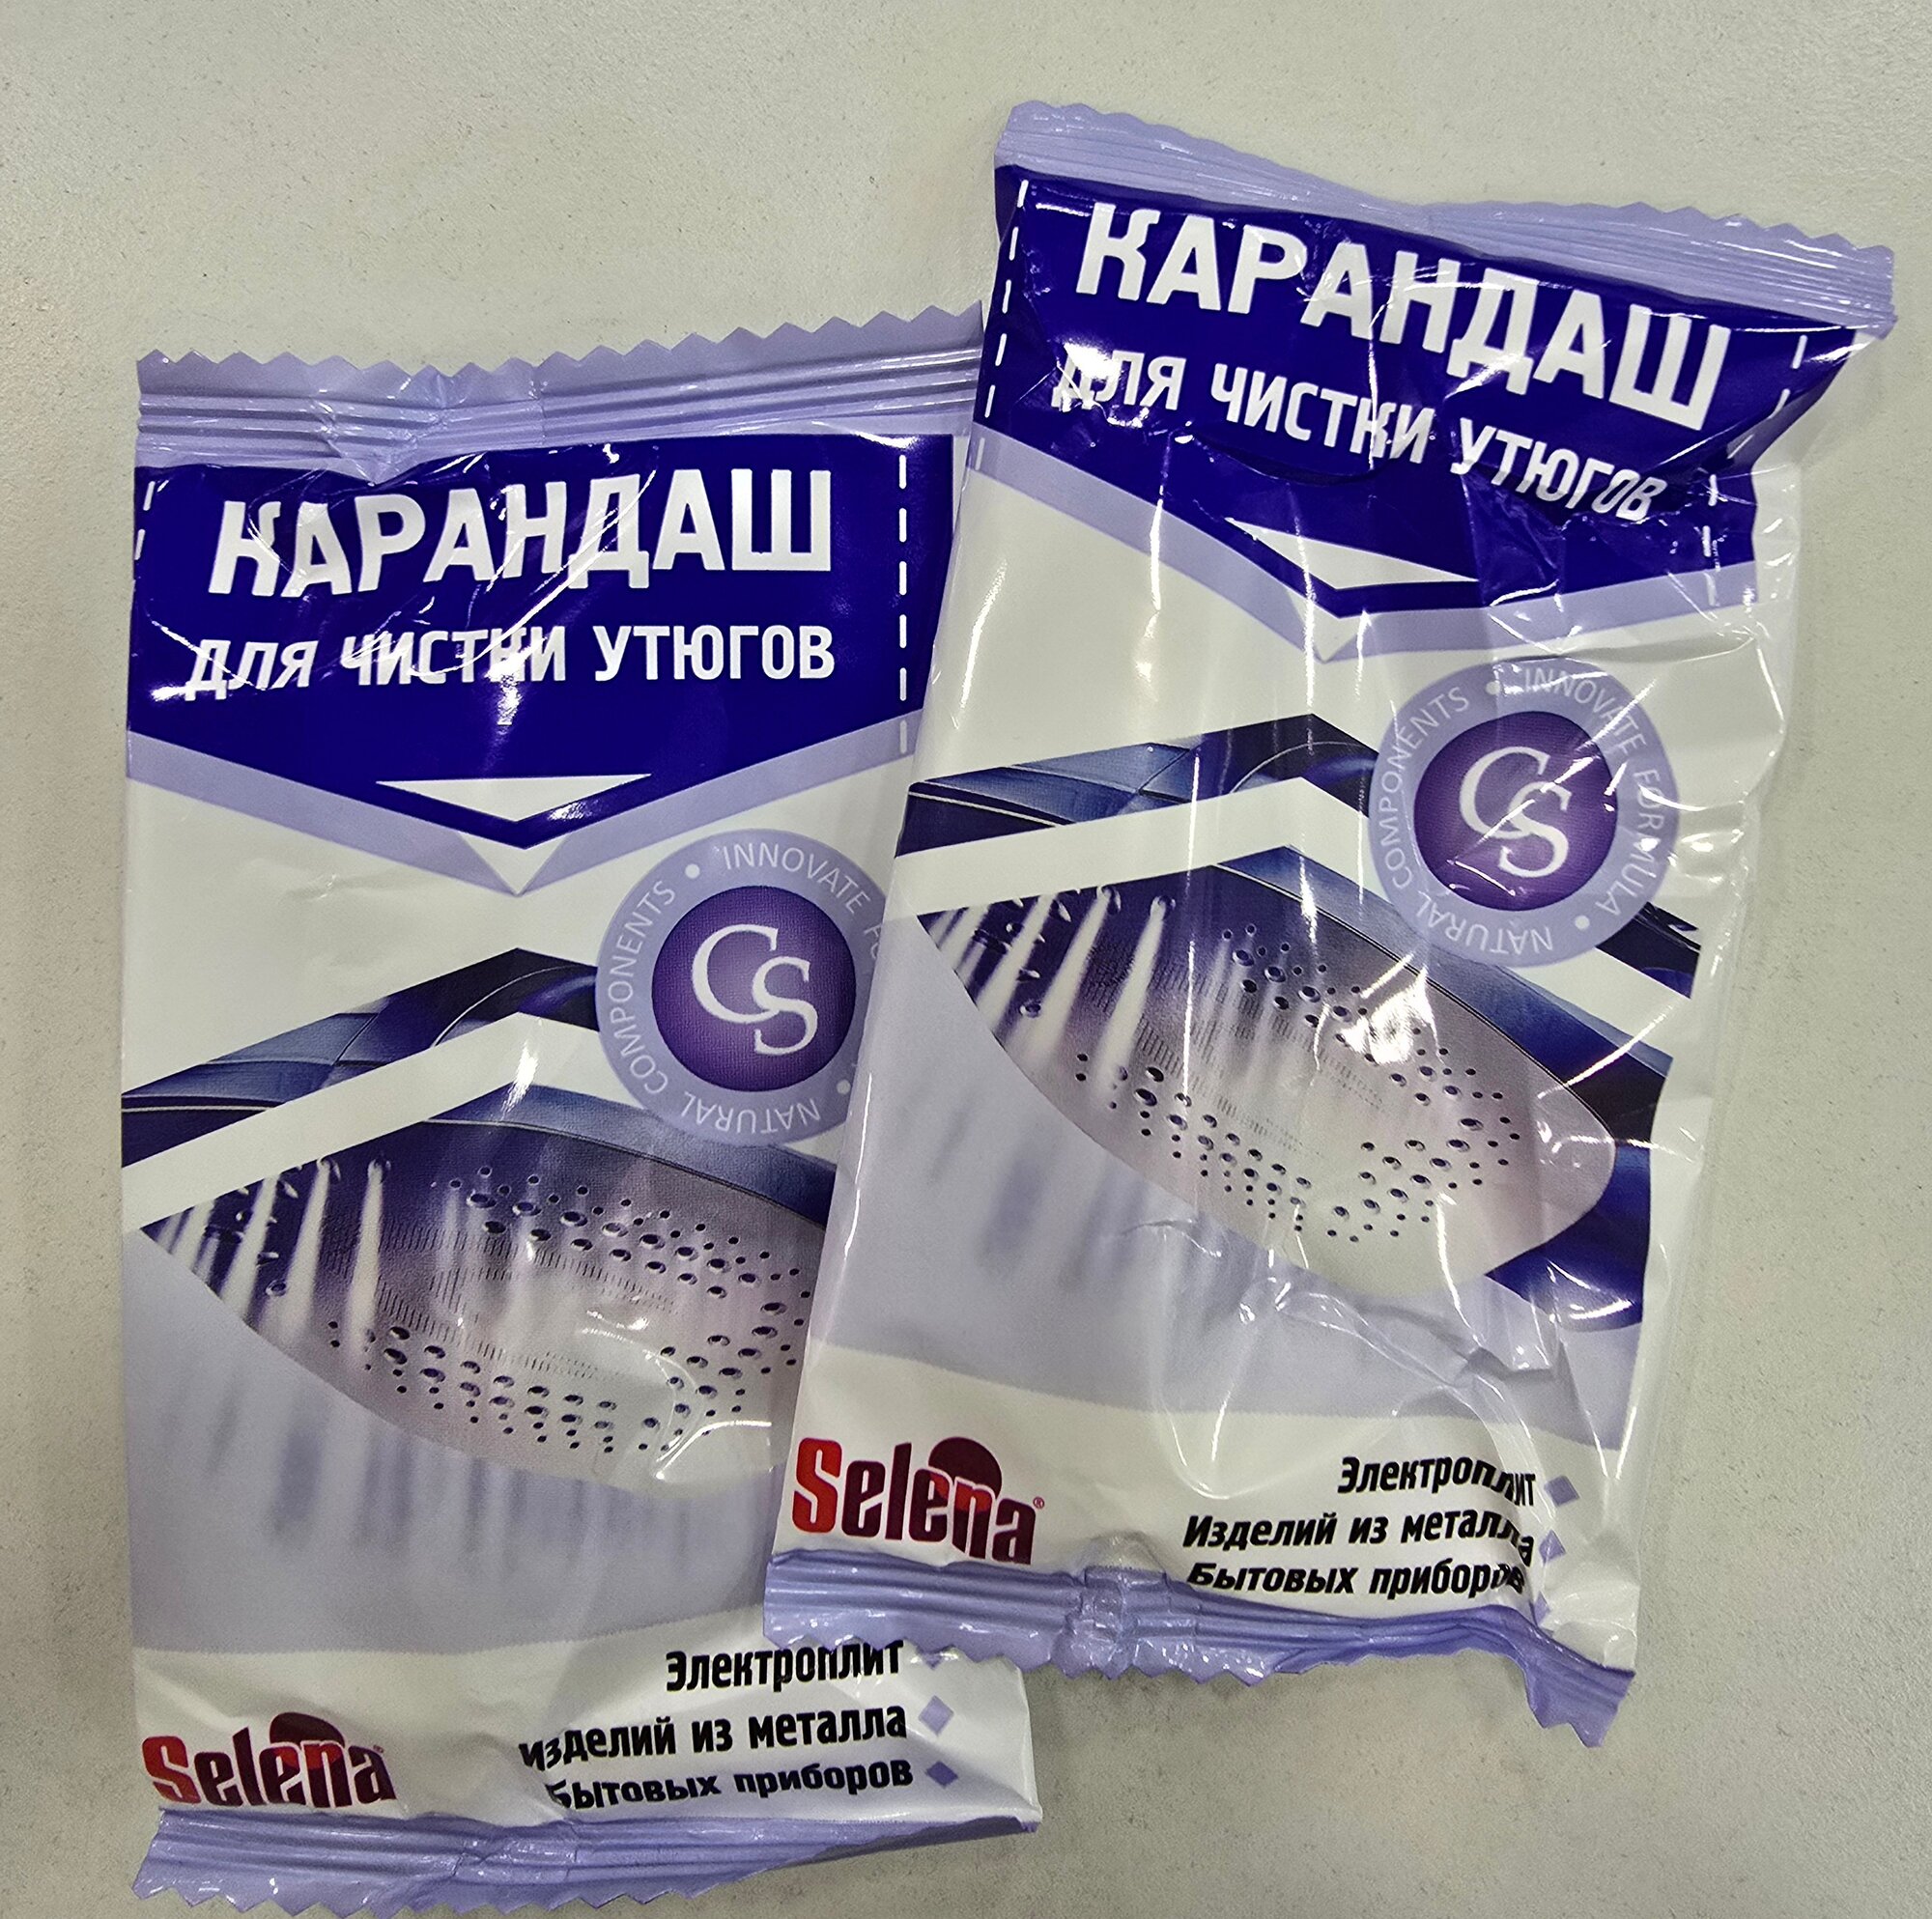 КАРАНДАШ
для чистки утюгов
INNOVATE
NATURAL COMPONENTS
CS
Selena
Электроплит
Изделий из металла
Бытовых приборов
КАРАНДАШ
для чистки утюгов
INNOVATE FORMULA
NATURAL COMPONENTS
CS
Selena®
Электроплит
Изделий из металла
Бытовых приборов